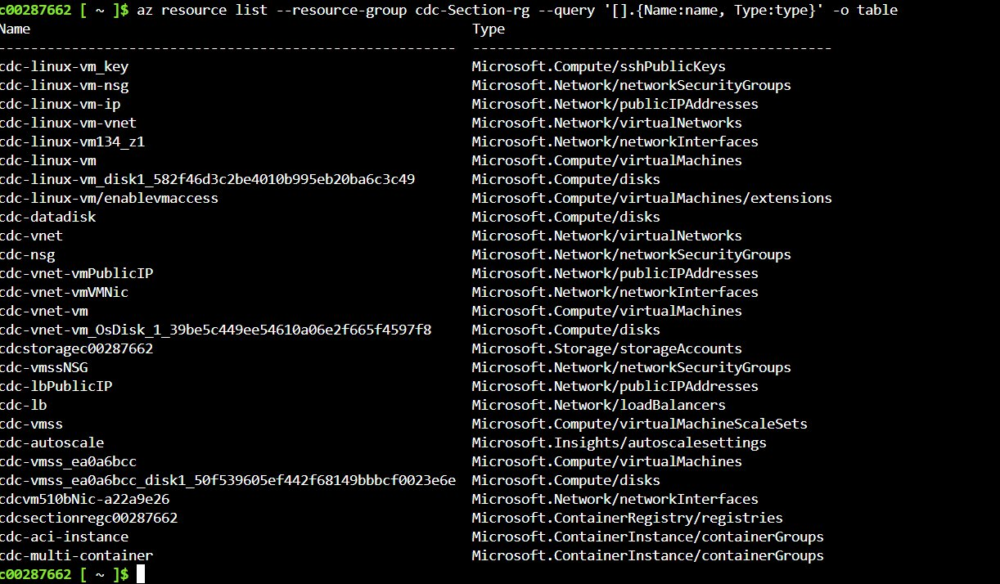 c00287662 [ ~ ]$ az resource list --resource-group cdc-Section-rg --query '[].{Name:name, Type:type}' -o table
Name Type
------------------------------------------------------- --------------------------------------------
cdc-linux-vm_key Microsoft.Compute/sshPublicKeys
cdc-linux-vm-nsg Microsoft.Network/networkSecurityGroups
cdc-linux-vm-ip Microsoft.Network/publicIPAddresses
cdc-linux-vm-vnet Microsoft.Network/virtualNetworks
cdc-linux-vm134_z1 Microsoft.Network/networkInterfaces
cdc-linux-vm Microsoft.Compute/virtualMachines
cdc-linux-vm_disk1_582f46d3c2be4010b995eb20ba6c3c49 Microsoft.Compute/disks
cdc-linux-vm/enablevmaccess Microsoft.Compute/virtualMachines/extensions
cdc-datadisk Microsoft.Compute/disks
cdc-vnet Microsoft.Network/virtualNetworks
cdc-nsg Microsoft.Network/networkSecurityGroups
cdc-vnet-vmPublicIP Microsoft.Network/publicIPAddresses
cdc-vnet-vmVMNic Microsoft.Network/networkInterfaces
cdc-vnet-vm Microsoft.Compute/virtualMachines
cdc-vnet-vm_OsDisk_1_39be5c449ee54610a06e2f665f4597f8 Microsoft.Compute/disks
cdcstoragec00287662 Microsoft.Storage/storageAccounts
cdc-vmssNSG Microsoft.Network/networkSecurityGroups
cdc-lbPublicIP Microsoft.Network/publicIPAddresses
cdc-lb Microsoft.Network/loadBalancers
cdc-vmss Microsoft.Compute/virtualMachineScaleSets
cdc-autoscale Microsoft.Insights/autoscalesettings
cdc-vmss_ea0a6bcc Microsoft.Compute/virtualMachines
cdc-vmss_ea0a6bcc_disk1_50f539605ef442f68149bbbcf0023e6e Microsoft.Compute/disks
cdcvm510bNic-a22a9e26 Microsoft.Network/networkInterfaces
cdcsectionregc00287662 Microsoft.ContainerRegistry/registries
cdc-aci-instance Microsoft.ContainerInstance/containerGroups
cdc-multi-container Microsoft.ContainerInstance/containerGroups
c00287662 [ ~ ]$